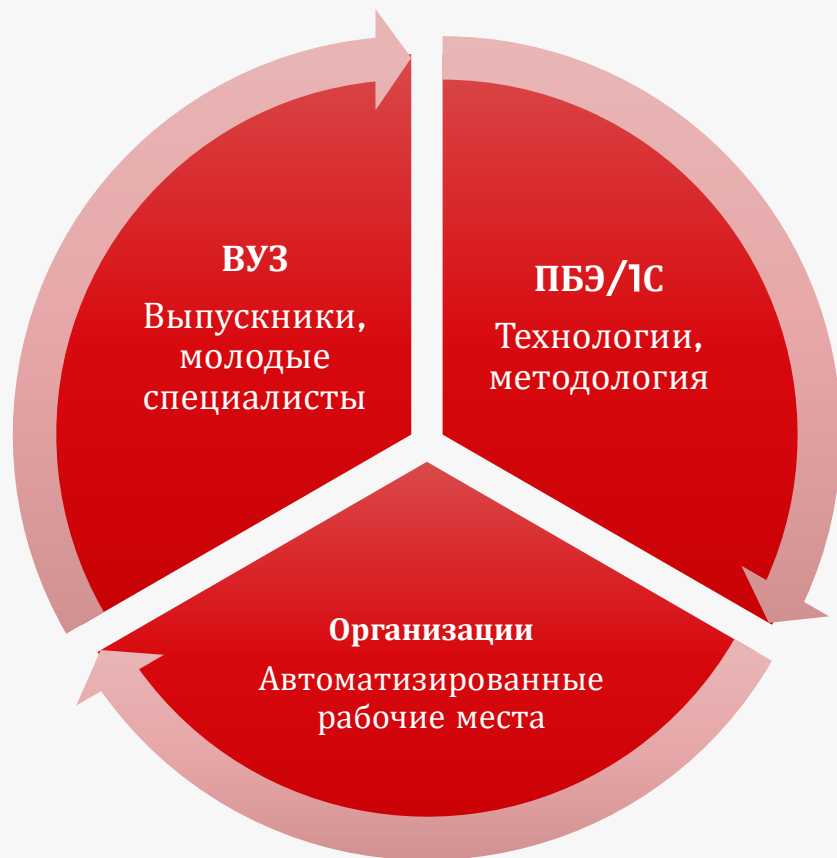 ВУЗ
Выпускники,
молодые
специалисты
ПБЭ/1С
Технологии,
методология
Организации
Автоматизированные
рабочие места